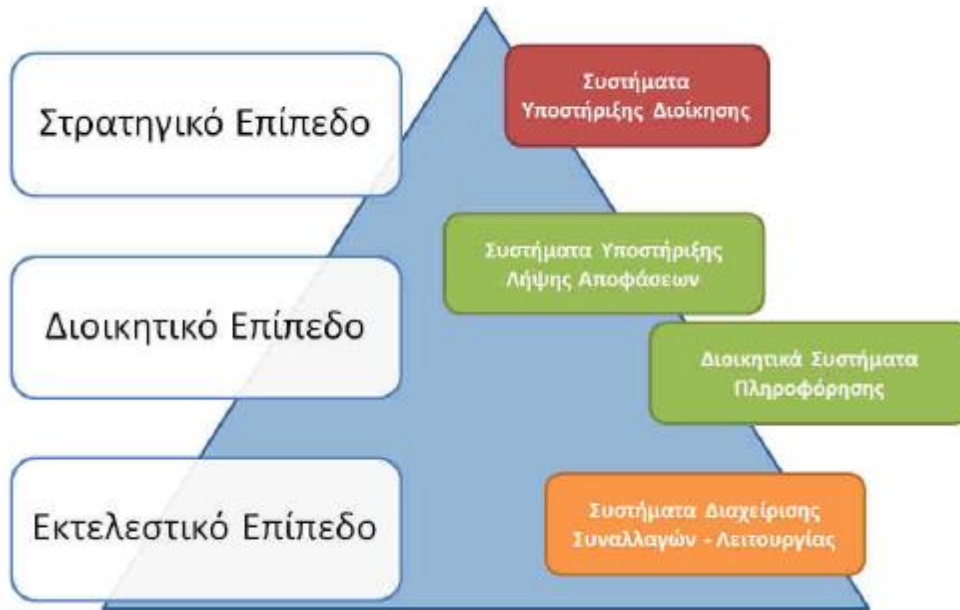 Στρατηγικό Επίπεδο
Συστήματα
Υποστήριξης Διοίκησης
Συστήματα Υποστήριξης
Λήψης Αποφάσεων
Διοικητικό Επίπεδο
Διοικητικά Συστήματα
Πληροφόρησης
Εκτελεστικό Επίπεδο
Συστήματα Διαχείρισης
Συναλλαγών - Λειτουργίας